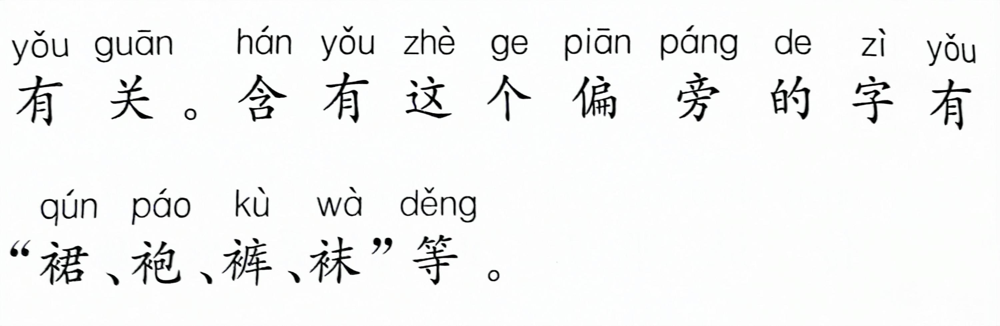 yǒu guān hán yǒu zhè ge piān páng de zì yǒu
有关。含有这个偏旁的字有
qún páo kù wà děng
“裙、袍、裤、袜”等。